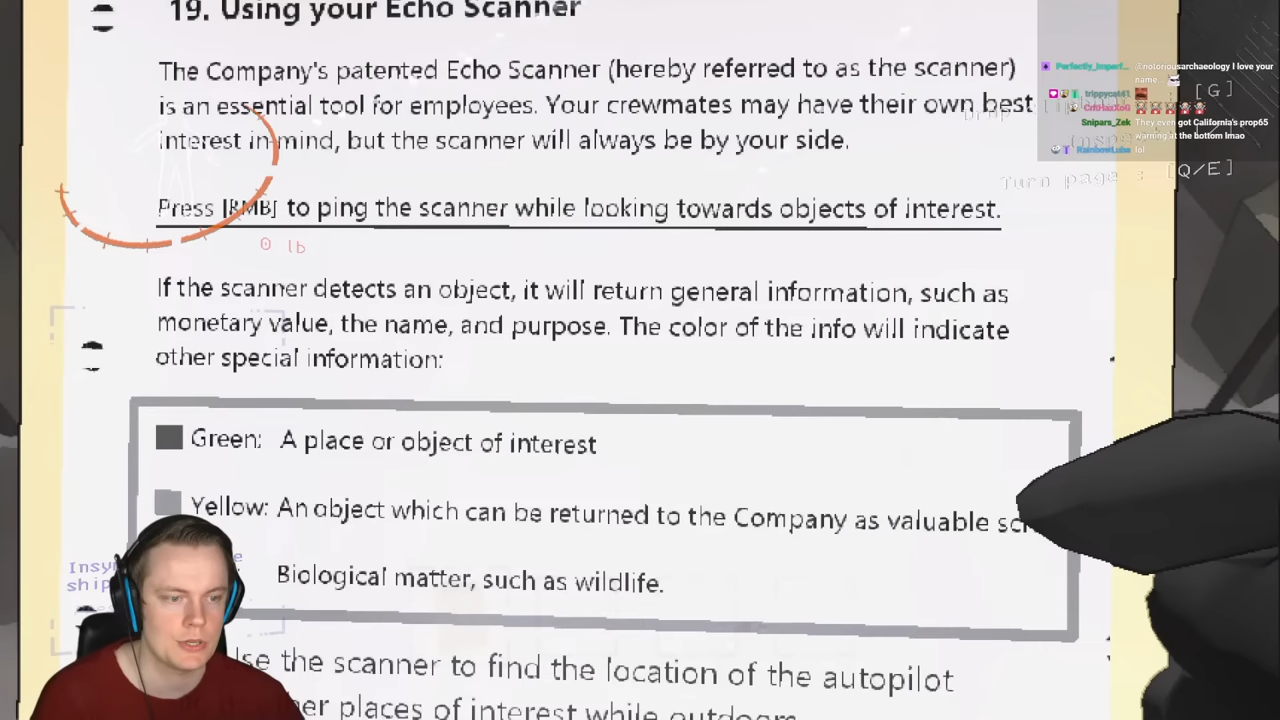 19. Using your Echo Scanner
The Company's patented Echo Scanner (hereby referred to as the scanner)
is an essential tool for employees. Your crewmates may have their own best
interest in mind, but the scanner will always be by your side.
Press [RMB] to ping the scanner while looking towards objects of interest.
0 lb
If the scanner detects an object, it will return general information, such as
monetary value, the name, and purpose. The color of the info will indicate
other special information:
Green: A place or object of interest
Yellow: An object which can be returned to the Company as valuable
Biological matter, such as wildlife.
the scanner to find the location of the autopilot
places of interest while outdoors
Perfectly_Imperf... @notoriousarchaeology I love your
name..
trippycat41
CritHaxXoG
Snipars_Zek They even got California's prop65
warning at the bottom lmao
RainbowLube lol
[G]
Turn page : [Q/E]
ship